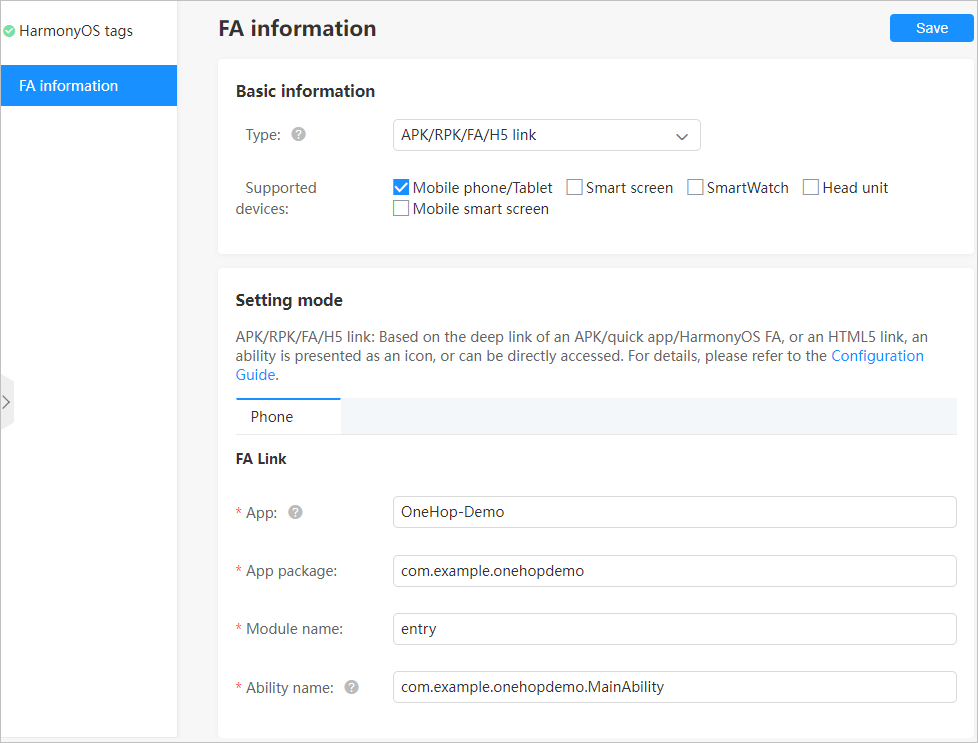 HarmonyOS tags
FA information
FA information
Save
Basic information
Type: ?
APK/RPK/FA/H5 link
Supported
devices:
Mobile phone/Tablet Smart screen SmartWatch Head unit
Mobile smart screen
Setting mode
APK/RPK/FA/H5 link: Based on the deep link of an APK/quick app/HarmonyOS FA, or an HTML5 link, an
ability is presented as an icon, or can be directly accessed. For details, please refer to the Configuration
Guide.
Phone
FA Link
* App: ?
OneHop-Demo
* App package:
com.example.onehopdemo
* Module name:
entry
* Ability name: ?
com.example.onehopdemo.MainAbility